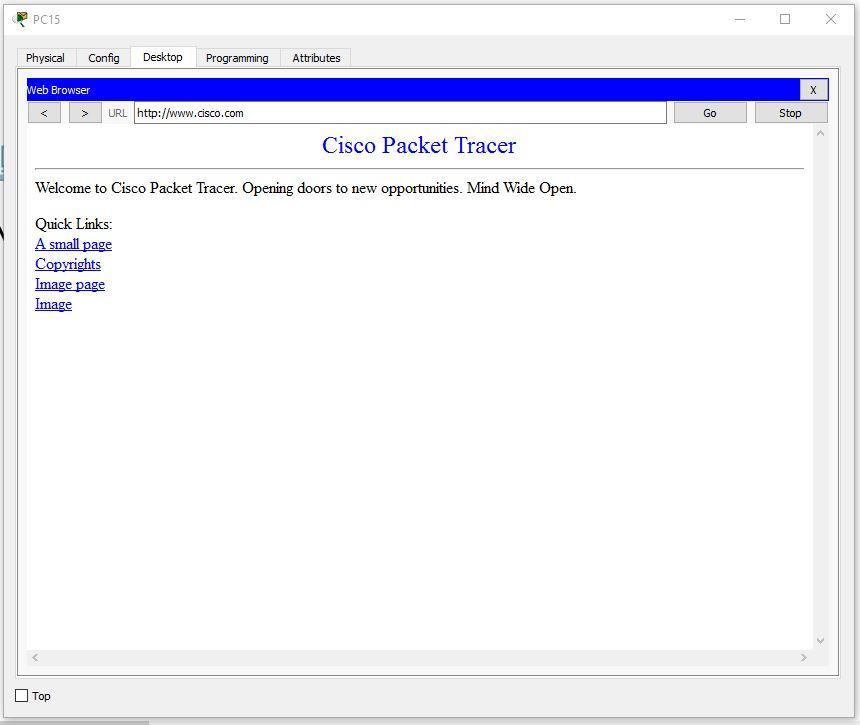 PC15
Physical Config Desktop Programming Attributes
Web Browser X
< > URL http://www.cisco.com Go Stop
Cisco Packet Tracer
Welcome to Cisco Packet Tracer. Opening doors to new opportunities. Mind Wide Open.
Quick Links:
A small page
Copyrights
Image page
Image
Top